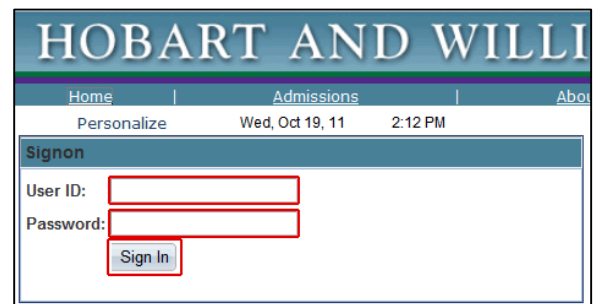 HOBART AND WILLI
Home | Admissions | Abou
Personalize Wed, Oct 19, 11 2:12 PM
Signon
User ID:
Password:
Sign In